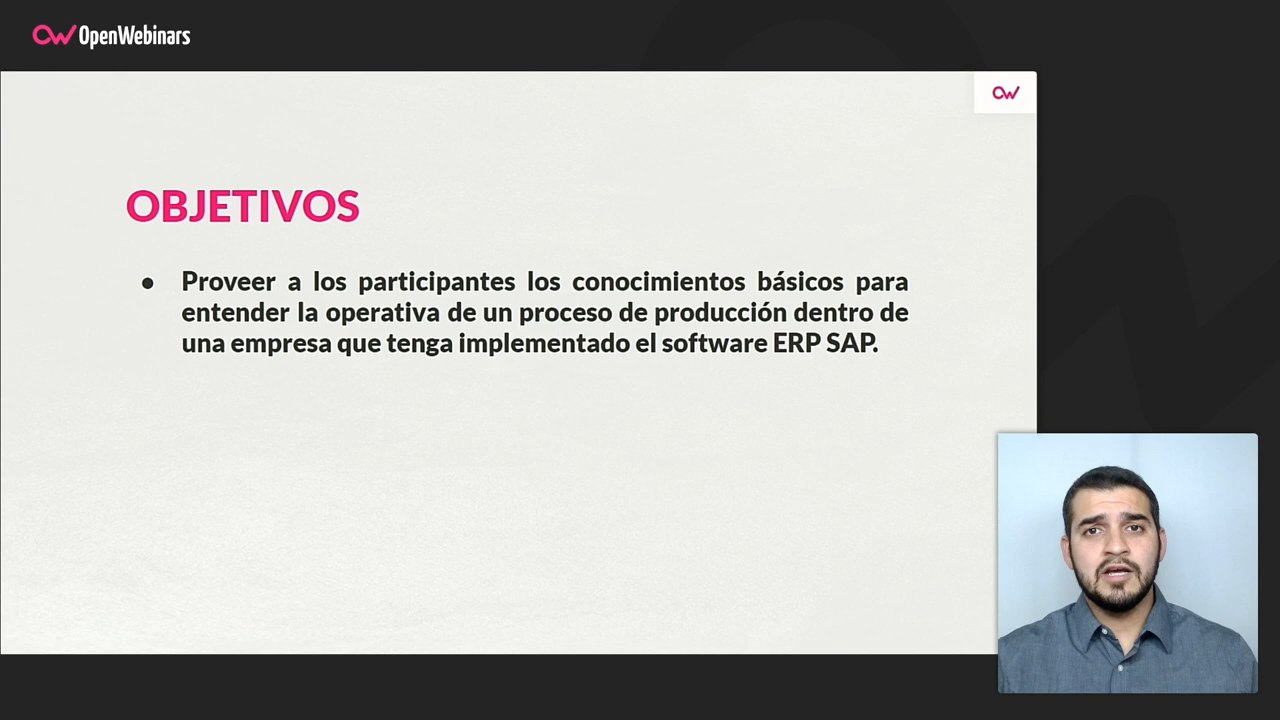 OpenWebinars
OBJETIVOS
● Proveer a los participantes los conocimientos básicos para
entender la operativa de un proceso de producción dentro de
una empresa que tenga implementado el software ERP SAP.